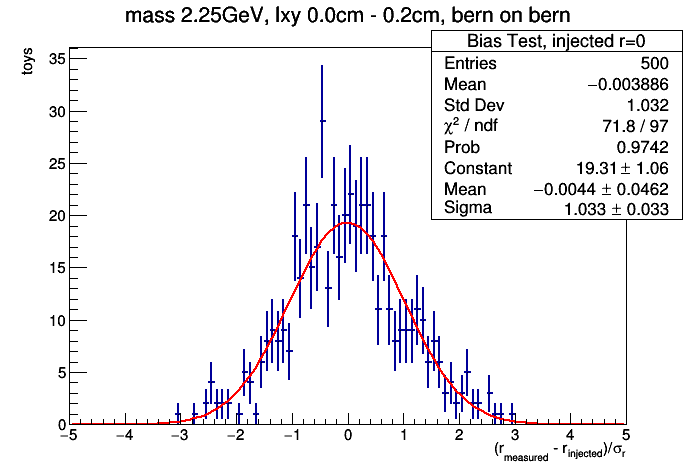 mass 2.25GeV, lxy 0.0cm - 0.2cm, bern on bern
Bias Test, injected r=0
Entries 500
Mean −0.003886
Std Dev 1.032
χ² / ndf 71.8 / 97
Prob 0.9742
Constant 19.31 ± 1.06
Mean −0.0044 ± 0.0462
Sigma 1.033 ± 0.033
toys
35
30
25
20
15
10
5
0
−5 −4 −3 −2 −1 0 1 2 3 4 5
(r_measured - r_injected)/σ_r